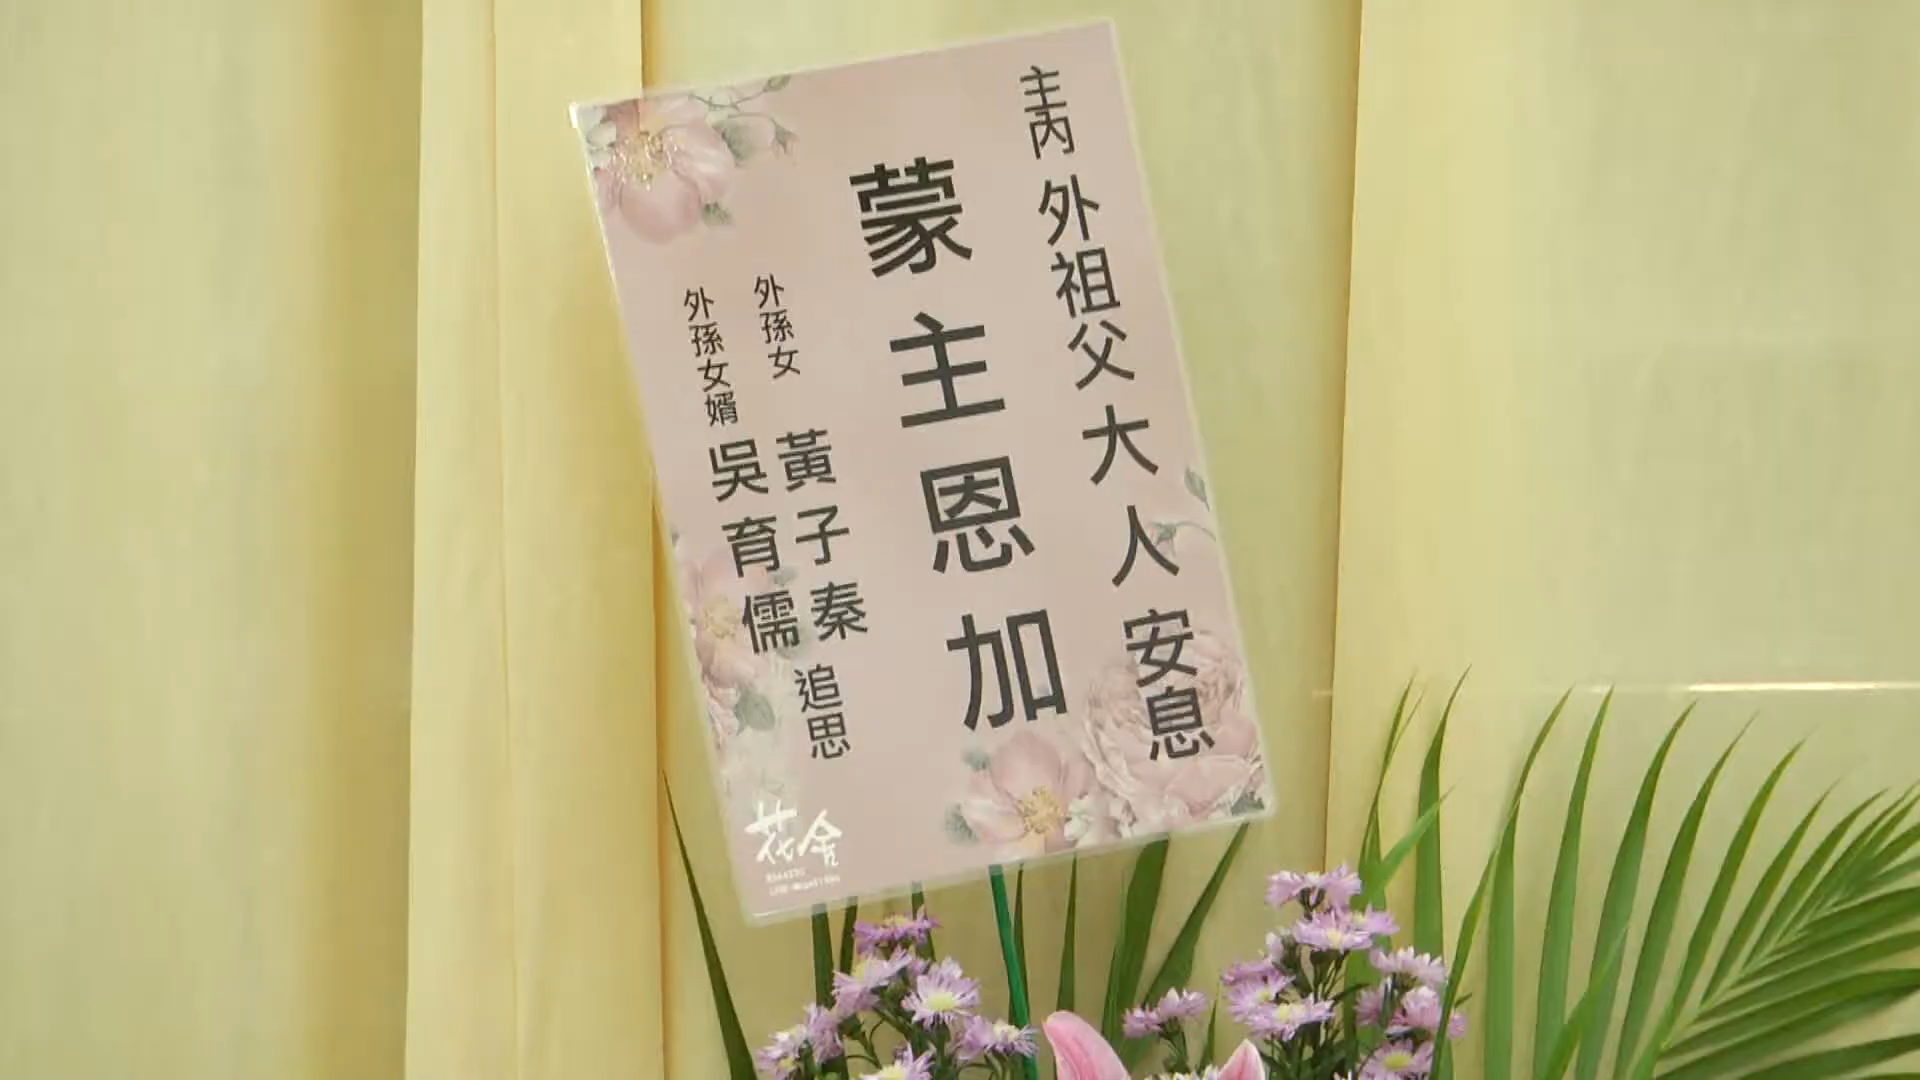 主內 外祖父大人 安息
蒙主恩加
外孫女 黃子秦
外孫女婿 吳育儒
追思
花舍